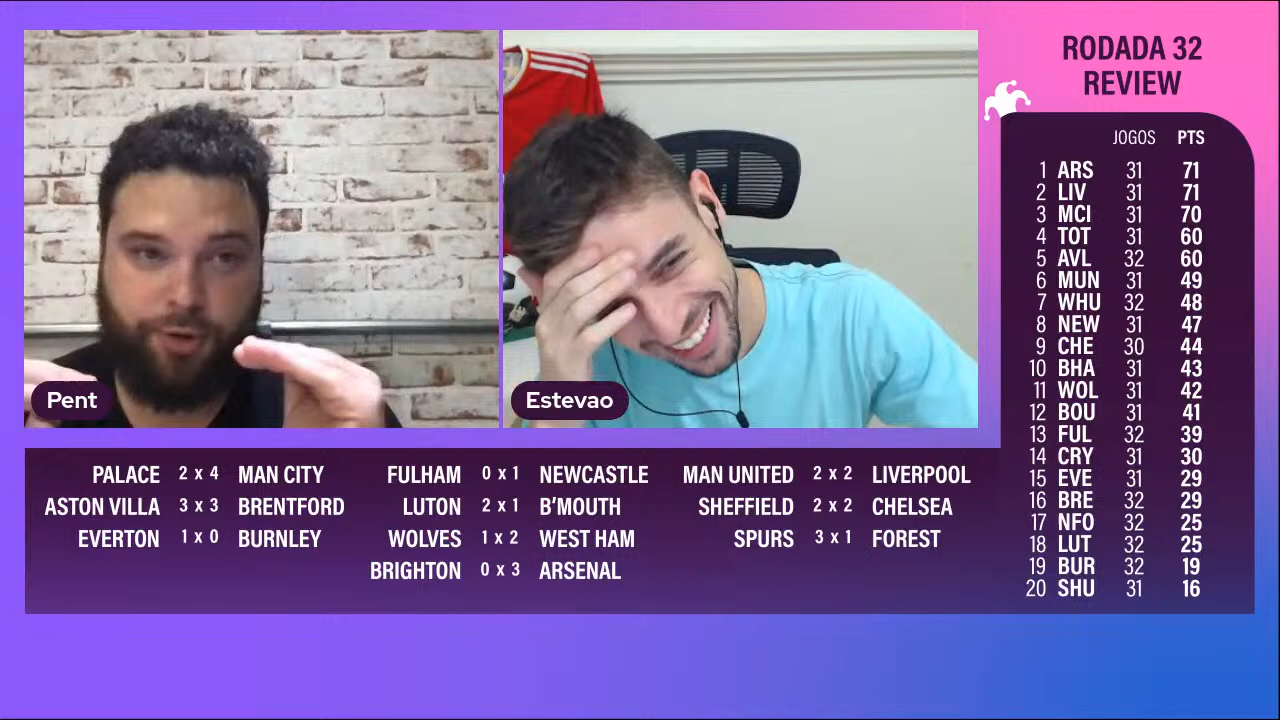 RODADA 32
REVIEW
JOGOS PTS
1 ARS 31 71
2 LIV 31 71
3 MCI 31 70
4 TOT 31 60
5 AVL 32 60
6 MUN 31 49
7 WHU 32 48
8 NEW 31 47
9 CHE 30 44
10 BHA 31 43
11 WOL 31 42
12 BOU 31 41
13 FUL 32 39
14 CRY 31 30
15 EVE 31 29
16 BRE 32 29
17 NFO 32 25
18 LUT 32 25
19 BUR 32 19
20 SHU 31 16
Pent
Estevao
PALACE 2 x 4 MAN CITY
ASTON VILLA 3 x 3 BRENTFORD
EVERTON 1 x 0 BURNLEY
FULHAM 0 x 1 NEWCASTLE
LUTON 2 x 1 B'MOUTH
WOLVES 1 x 2 WEST HAM
BRIGHTON 0 x 3 ARSENAL
MAN UNITED 2 x 2 LIVERPOOL
SHEFFIELD 2 x 2 CHELSEA
SPURS 3 x 1 FOREST